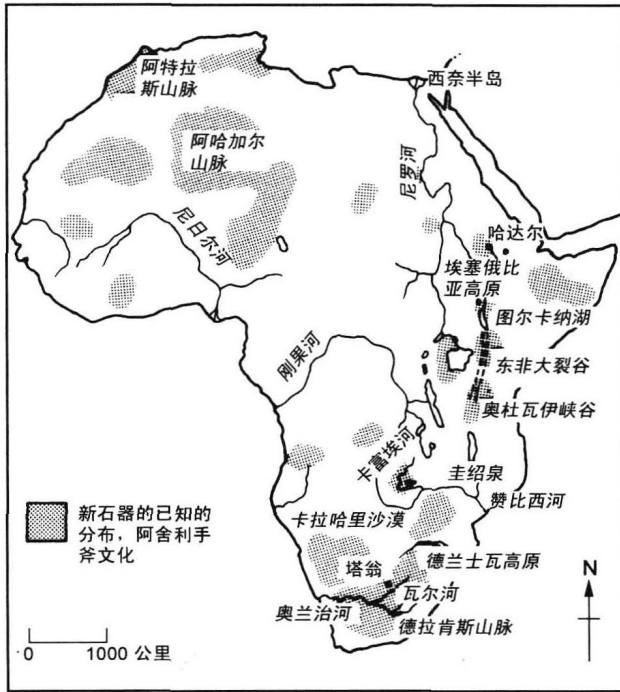 阿特拉
斯山脉
西奈半岛
阿哈加尔
山脉
尼罗河
尼日尔河
哈达尔
埃塞俄比
亚高原
图尔卡纳湖
刚果河
东非大裂谷
奥杜瓦伊峡谷
卡富埃河
圭绍泉
赞比西河
新石器的已知的
分布，阿舍利手
斧文化
卡拉哈里沙漠
德兰士瓦高原
塔翁
瓦尔河
奥兰治河
德拉肯斯山脉
N
0 1000 公里